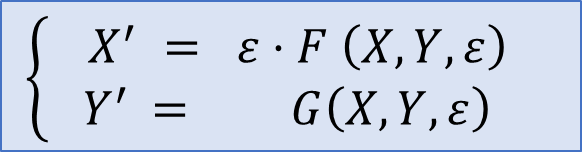 X′ = ε · F (X, Y, ε)
Y′ = G(X, Y, ε)